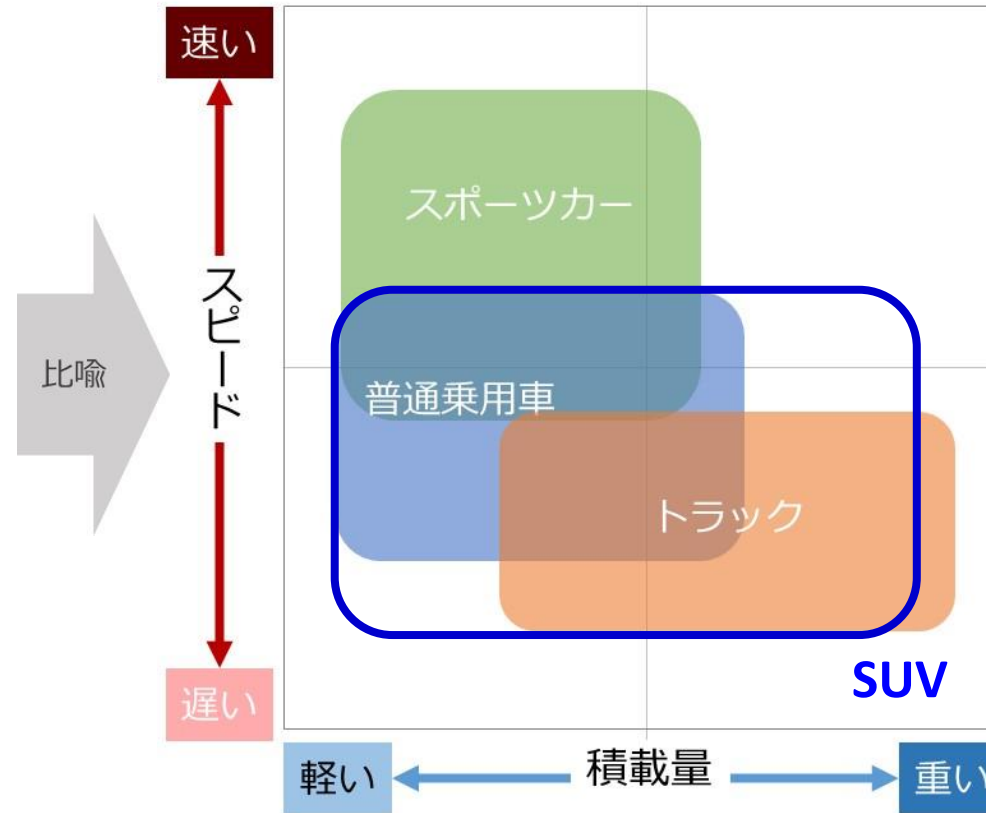 速い
スポーツカー
スピード
比喩
普通乗用車
トラック
SUV
遅い
軽い
積載量
重い